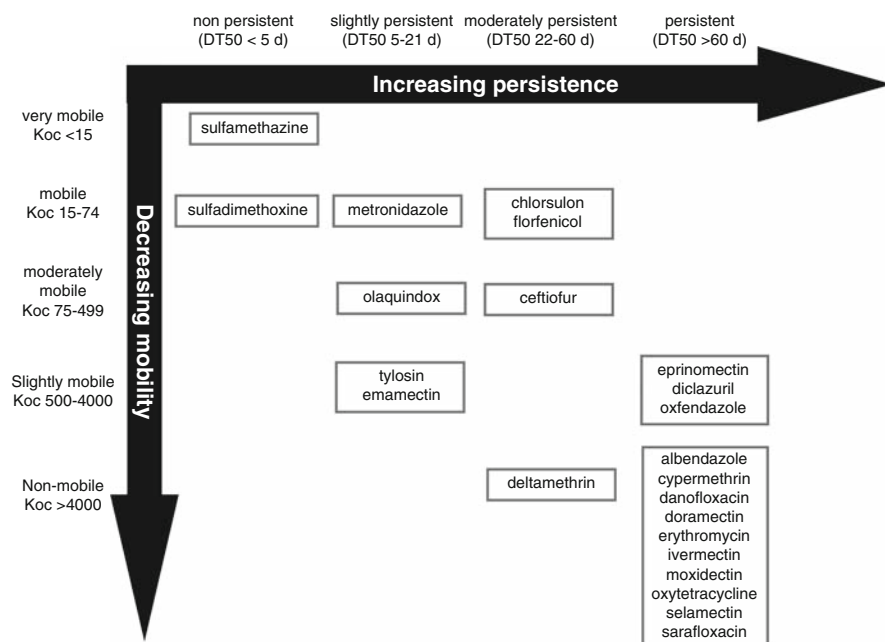 non persistent
(DT50 < 5 d)
slightly persistent
(DT50 5-21 d)
moderately persistent
(DT50 22-60 d)
persistent
(DT50 >60 d)
Increasing persistence
Decreasing mobility
very mobile
Koc <15
sulfamethazine
mobile
Koc 15-74
sulfadimethoxine
metronidazole
chlorsulon
florfenicol
moderately
mobile
Koc 75-499
olaquindox
ceftiofur
Slightly mobile
Koc 500-4000
tylosin
emamectin
eprinomectin
diclazuril
oxfendazole
Non-mobile
Koc >4000
deltamethrin
albendazole
cypermethrin
danofloxacin
doramectin
erythromycin
ivermectin
moxidectin
oxytetracycline
selamectin
sarafloxacin